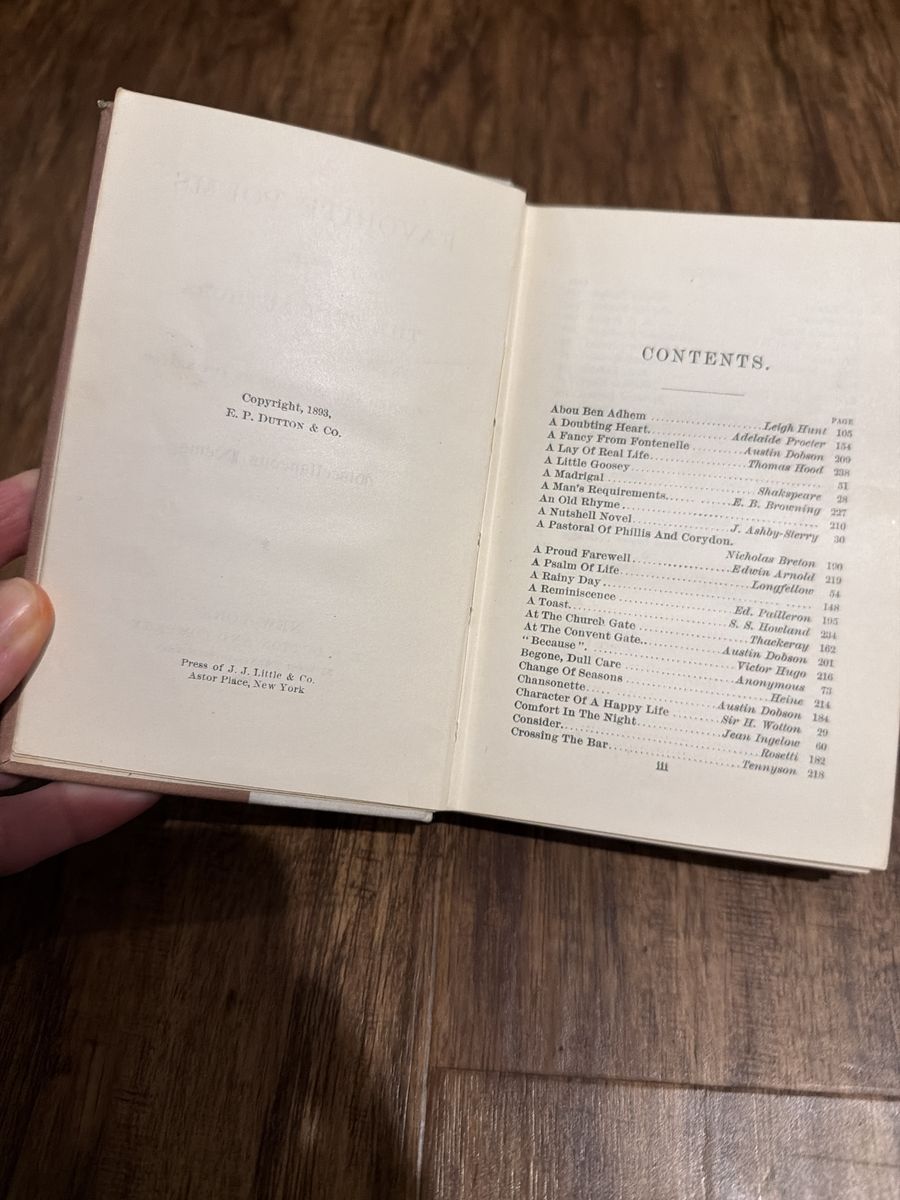 Copyright, 1893,
E. P. DUTTON & CO.
Press of J. J. Little & Co.
Astor Place, New York
CONTENTS.
PAGE
Abou Ben Adhem ........ Leigh Hunt 105
A Doubting Heart ........ Adelaide Procter 154
A Fancy From Fontenelle ........ Austin Dobson 209
A Lay Of Real Life ........ Thomas Hood 238
A Little Goosey ........ 51
A Madrigal ........ Shakspeare 28
A Man's Requirements ........ E. B. Browning 227
An Old Rhyme ........ 210
A Nutshell Novel ........ J. Ashby-Sterry 30
A Pastoral Of Phillis And Corydon.
Nicholas Breton 190
A Proud Farewell ........ Edwin Arnold 219
A Psalm Of Life ........ Longfellow 54
A Rainy Day ........ 148
A Reminiscence ........ Ed. Pailleron 195
A Toast ........ S. S. Howland 234
At The Church Gate ........ Thackeray 162
At The Convent Gate ........ Austin Dobson 201
"Because" ........ Victor Hugo 216
Begone, Dull Care ........ Anonymous 73
Change Of Seasons ........ Heine 214
Chansonette ........ Austin Dobson 184
Character Of A Happy Life ........ Sir H. Wotton 29
Comfort In The Night ........ Jean Ingelow 60
Consider ........ Rosetti 182
Crossing The Bar ........ Tennyson 218
iii